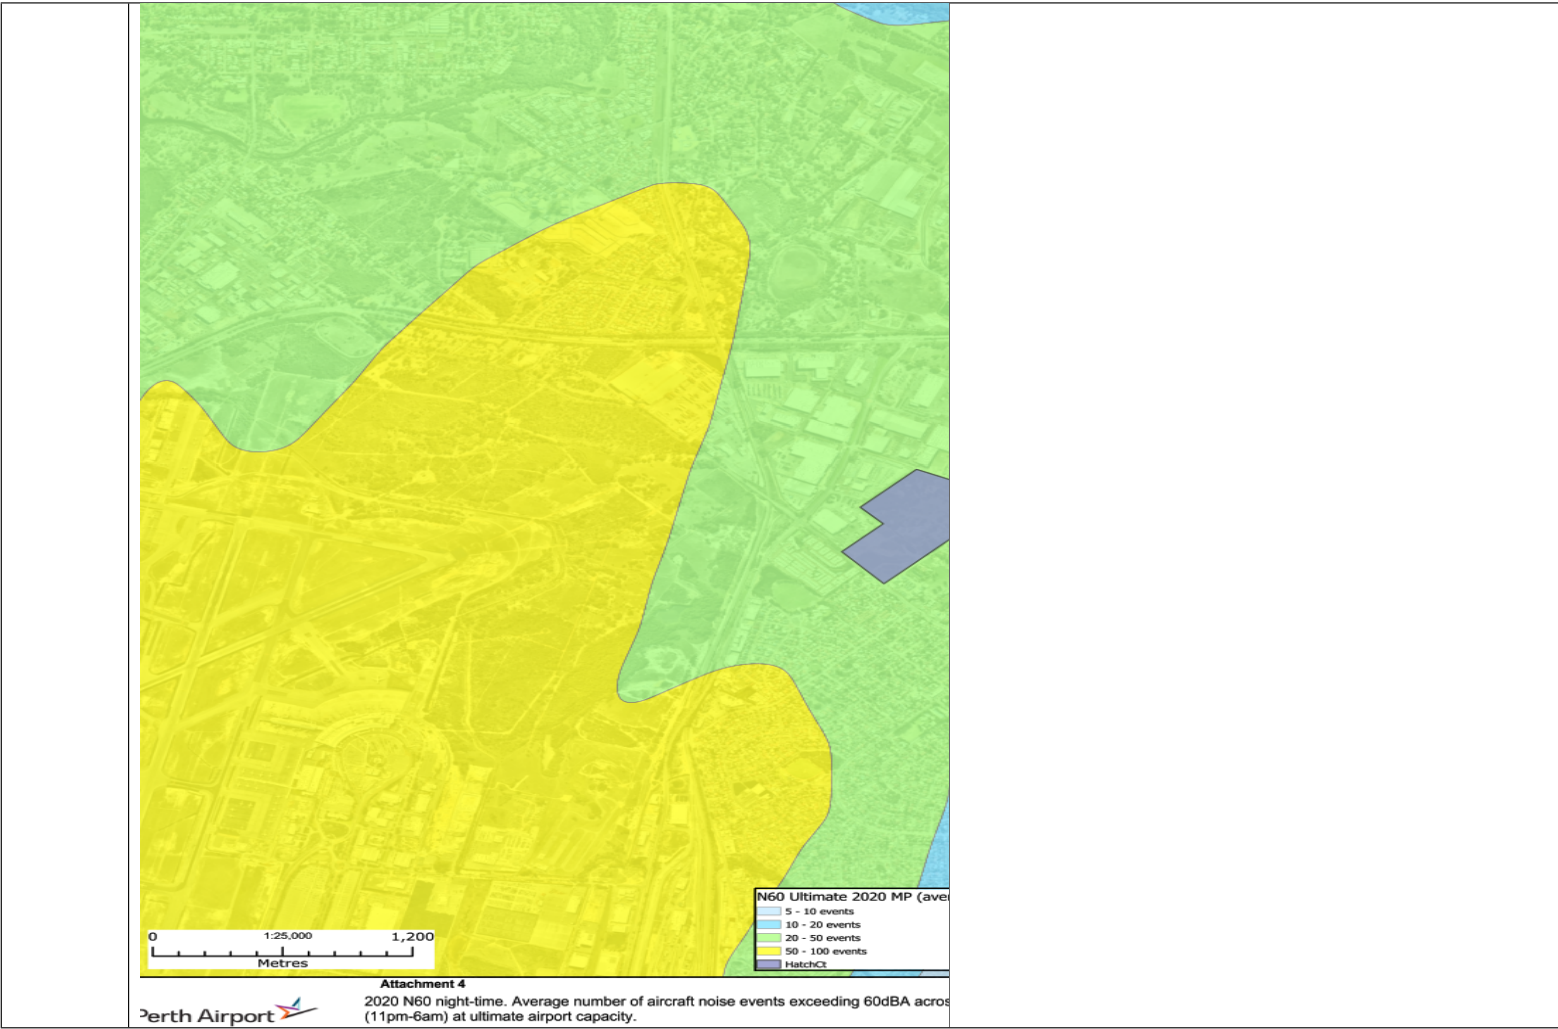 N60 Ultimate 2020 MP (ave
5 - 10 events
10 - 20 events
20 - 50 events
50 - 100 events
HatchCt
0 1:25,000 1,200
Metres
Attachment 4
Perth Airport
2020 N60 night-time. Average number of aircraft noise events exceeding 60dBA acros
(11pm-6am) at ultimate airport capacity.